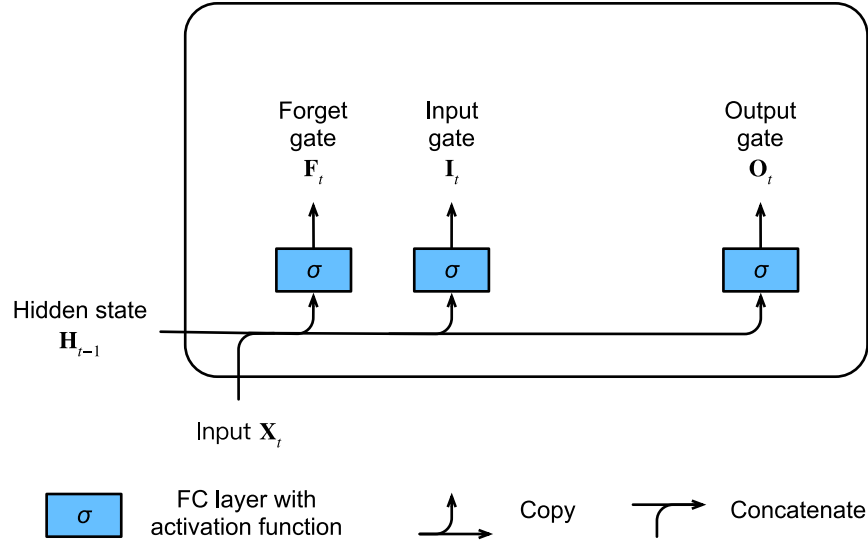 Forget
gate
F_t
Input
gate
I_t
Output
gate
O_t
σ
σ
σ
Hidden state
H_{t−1}
Input X_t
σ
FC layer with
activation function
Copy
Concatenate